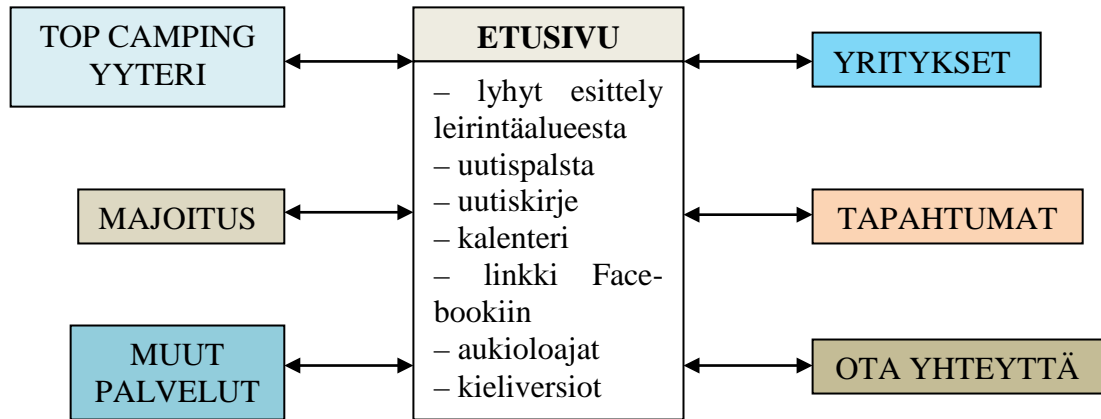 TOP CAMPING
YYTERI
MAJOITUS
MUUT
PALVELUT
ETUSIVU
– lyhyt esittely
leirintäalueesta
– uutispalsta
– uutiskirje
– kalenteri
– linkki Face-
bookiin
– aukioloajat
– kieliversiot
YRITYKSET
TAPAHTUMAT
OTA YHTEYTTÄ